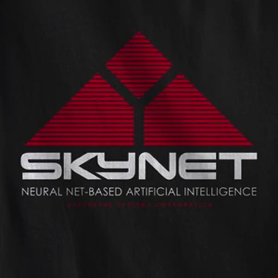 SKYNET
NEURAL NET-BASED ARTIFICIAL INTELLIGENCE